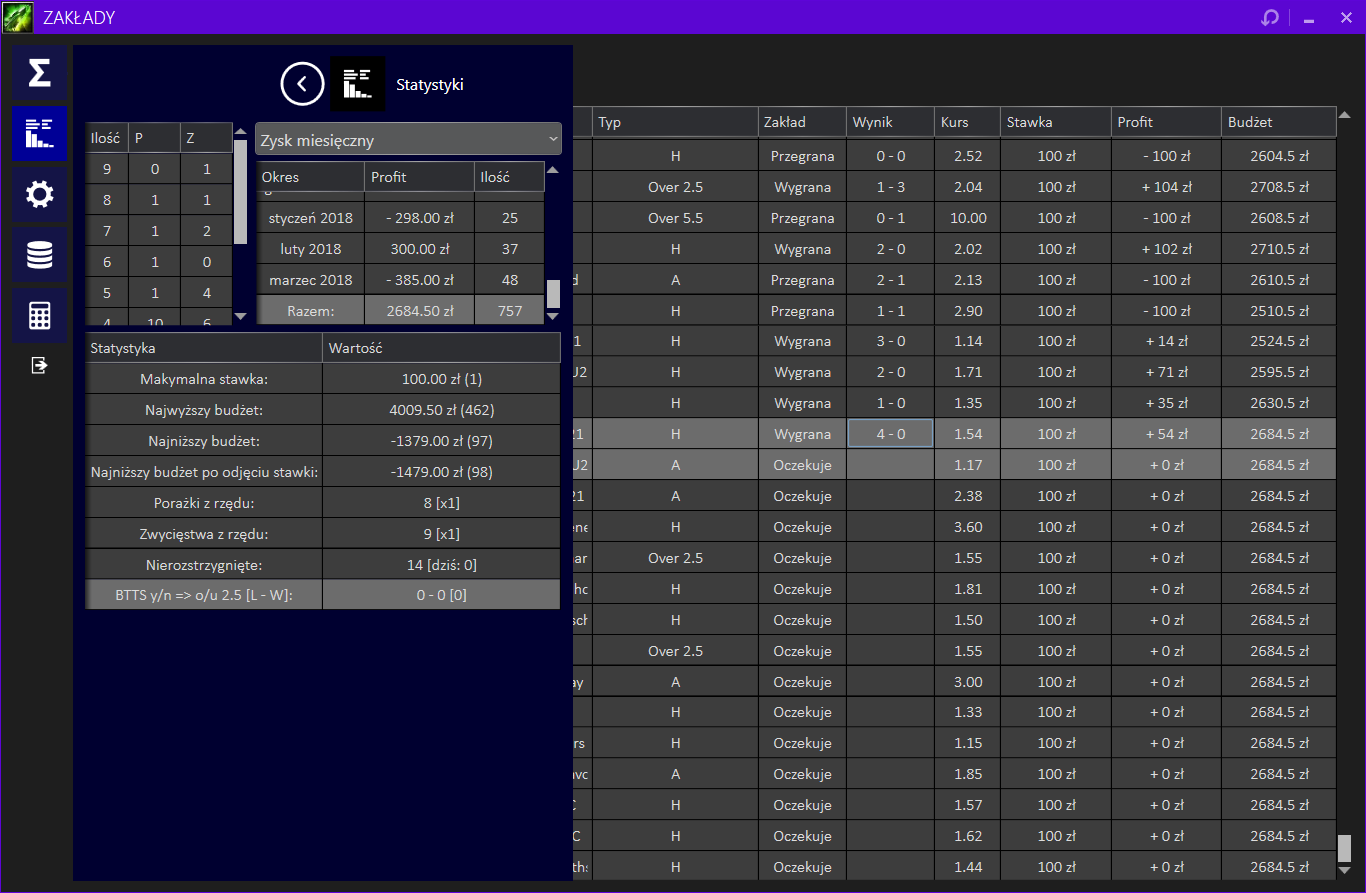 ZAKŁADY
Statystyki
Ilość P Z
9 0 1
8 1 1
7 1 2
6 1 0
5 1 4
4 10 6
Zysk miesięczny
Okres Profit Ilość
styczeń 2018 - 298.00 zł 25
luty 2018 300.00 zł 37
marzec 2018 - 385.00 zł 48
Razem: 2684.50 zł 757
Statystyka Wartość
Makymalna stawka: 100.00 zł (1)
Najwyższy budżet: 4009.50 zł (462)
Najniższy budżet: -1379.00 zł (97)
Najniższy budżet po odjęciu stawki: -1479.00 zł (98)
Porażki z rzędu: 8 [x1]
Zwycięstwa z rzędu: 9 [x1]
Nierozstrzygnięte: 14 [dziś: 0]
BTTS y/n => o/u 2.5 [L - W]: 0 - 0 [0]
Typ Zakład Wynik Kurs Stawka Profit Budżet
H Przegrana 0 - 0 2.52 100 zł - 100 zł 2604.5 zł
Over 2.5 Wygrana 1 - 3 2.04 100 zł + 104 zł 2708.5 zł
Over 5.5 Przegrana 0 - 1 10.00 100 zł - 100 zł 2608.5 zł
H Wygrana 2 - 0 2.02 100 zł + 102 zł 2710.5 zł
d A Przegrana 2 - 1 2.13 100 zł - 100 zł 2610.5 zł
H Przegrana 1 - 1 2.90 100 zł - 100 zł 2510.5 zł
1 H Wygrana 3 - 0 1.14 100 zł + 14 zł 2524.5 zł
U2 H Wygrana 2 - 0 1.71 100 zł + 71 zł 2595.5 zł
H Wygrana 1 - 0 1.35 100 zł + 35 zł 2630.5 zł
21 H Wygrana 4 - 0 1.54 100 zł + 54 zł 2684.5 zł
U2 A Oczekuje 1.17 100 zł + 0 zł 2684.5 zł
21 A Oczekuje 2.38 100 zł + 0 zł 2684.5 zł
ene H Oczekuje 3.60 100 zł + 0 zł 2684.5 zł
ar Over 2.5 Oczekuje 1.55 100 zł + 0 zł 2684.5 zł
hc H Oczekuje 1.81 100 zł + 0 zł 2684.5 zł
sch H Oczekuje 1.50 100 zł + 0 zł 2684.5 zł
Over 2.5 Oczekuje 1.55 100 zł + 0 zł 2684.5 zł
ay A Oczekuje 3.00 100 zł + 0 zł 2684.5 zł
H Oczekuje 1.33 100 zł + 0 zł 2684.5 zł
rs H Oczekuje 1.15 100 zł + 0 zł 2684.5 zł
avc A Oczekuje 1.85 100 zł + 0 zł 2684.5 zł
C H Oczekuje 1.57 100 zł + 0 zł 2684.5 zł
C H Oczekuje 1.62 100 zł + 0 zł 2684.5 zł
ths H Oczekuje 1.44 100 zł + 0 zł 2684.5 zł